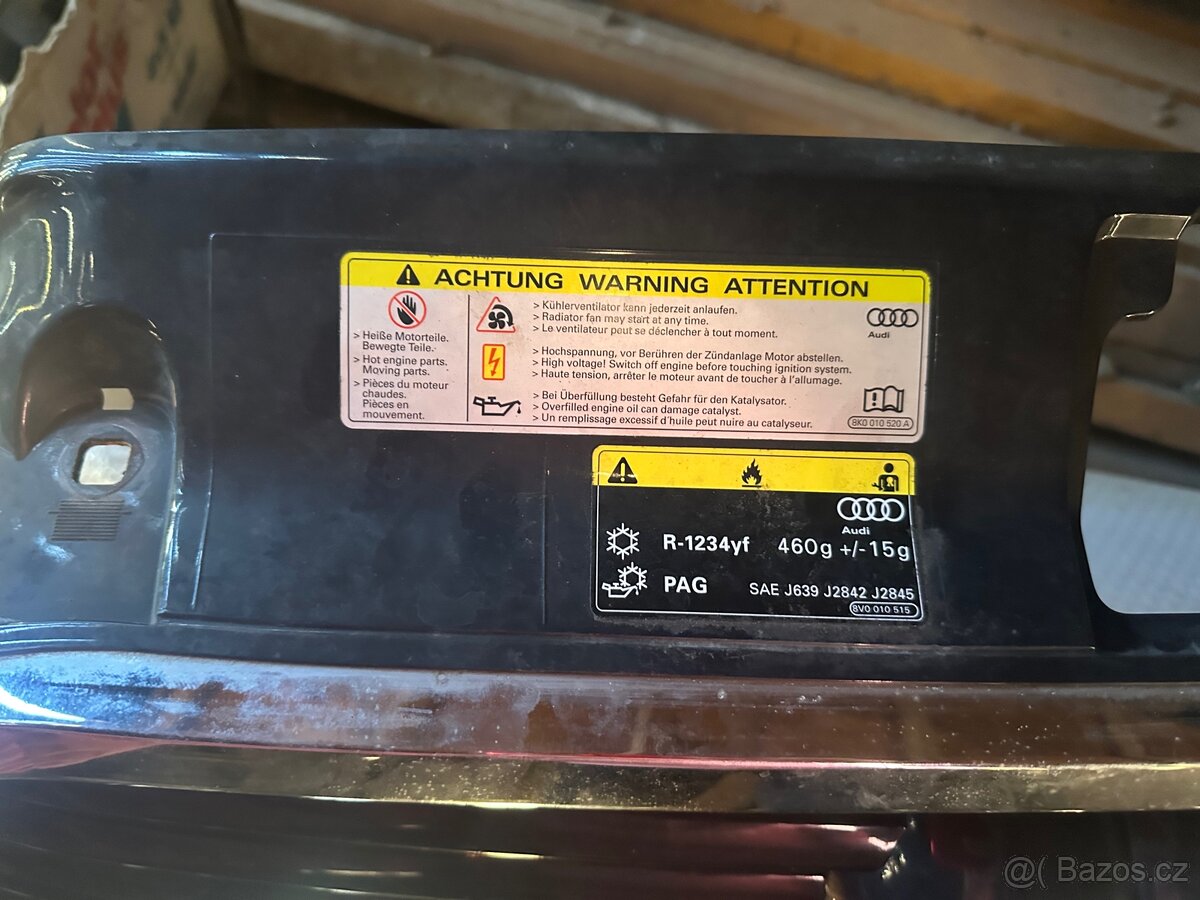 ACHTUNG WARNING ATTENTION
> Heiße Motorteile.
Bewegte Teile.
> Hot engine parts.
Moving parts.
> Pièces du moteur
chaudes.
Pièces en
mouvement.
> Kühlerventilator kann jederzeit anlaufen.
> Radiator fan may start at any time.
> Le ventilateur peut se déclencher à tout moment.
> Hochspannung, vor Berühren der Zündanlage Motor abstellen.
> High voltage! Switch off engine before touching ignition system.
> Haute tension, arrêter le moteur avant de toucher à l'allumage.
> Bei Überfüllung besteht Gefahr für den Katalysator.
> Overfilled engine oil can damage catalyst.
> Un remplissage excessif d'huile peut nuire au catalyseur.
Audi
8K0 010 520 A
Audi
R-1234yf 460g +/-15g
PAG SAE J639 J2842 J2845
8V0 010 515
@( Bazos.cz